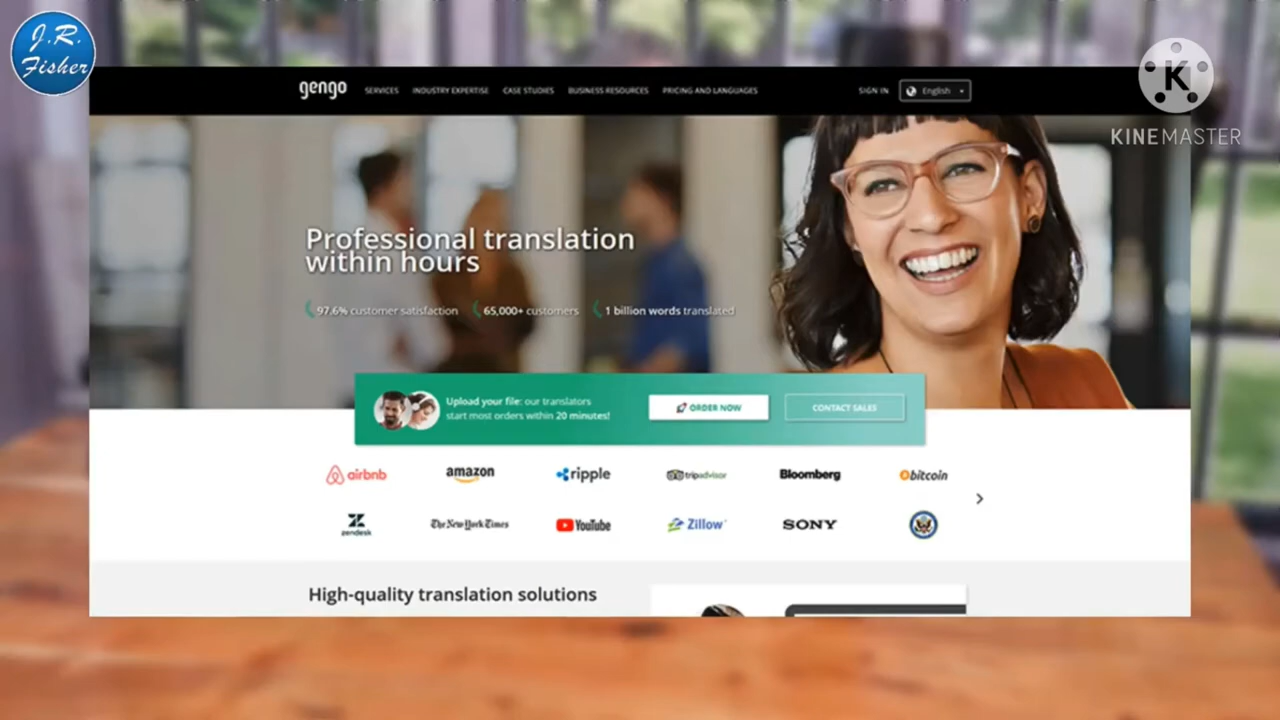 J.R.
Fisher
K
KINEMASTER
gengo SERVICES INDUSTRY EXPERTISE CASE STUDIES BUSINESS RESOURCES PRICING AND LANGUAGES SIGN IN English
Professional translation
within hours
97.6% customer satisfaction 65,000+ customers 1 billion words translated
Upload your file: our translators
start most orders within 20 minutes!
ORDER NOW
CONTACT SALES
airbnb amazon ripple tripadvisor Bloomberg bitcoin
zendesk The New York Times YouTube Zillow SONY
High-quality translation solutions